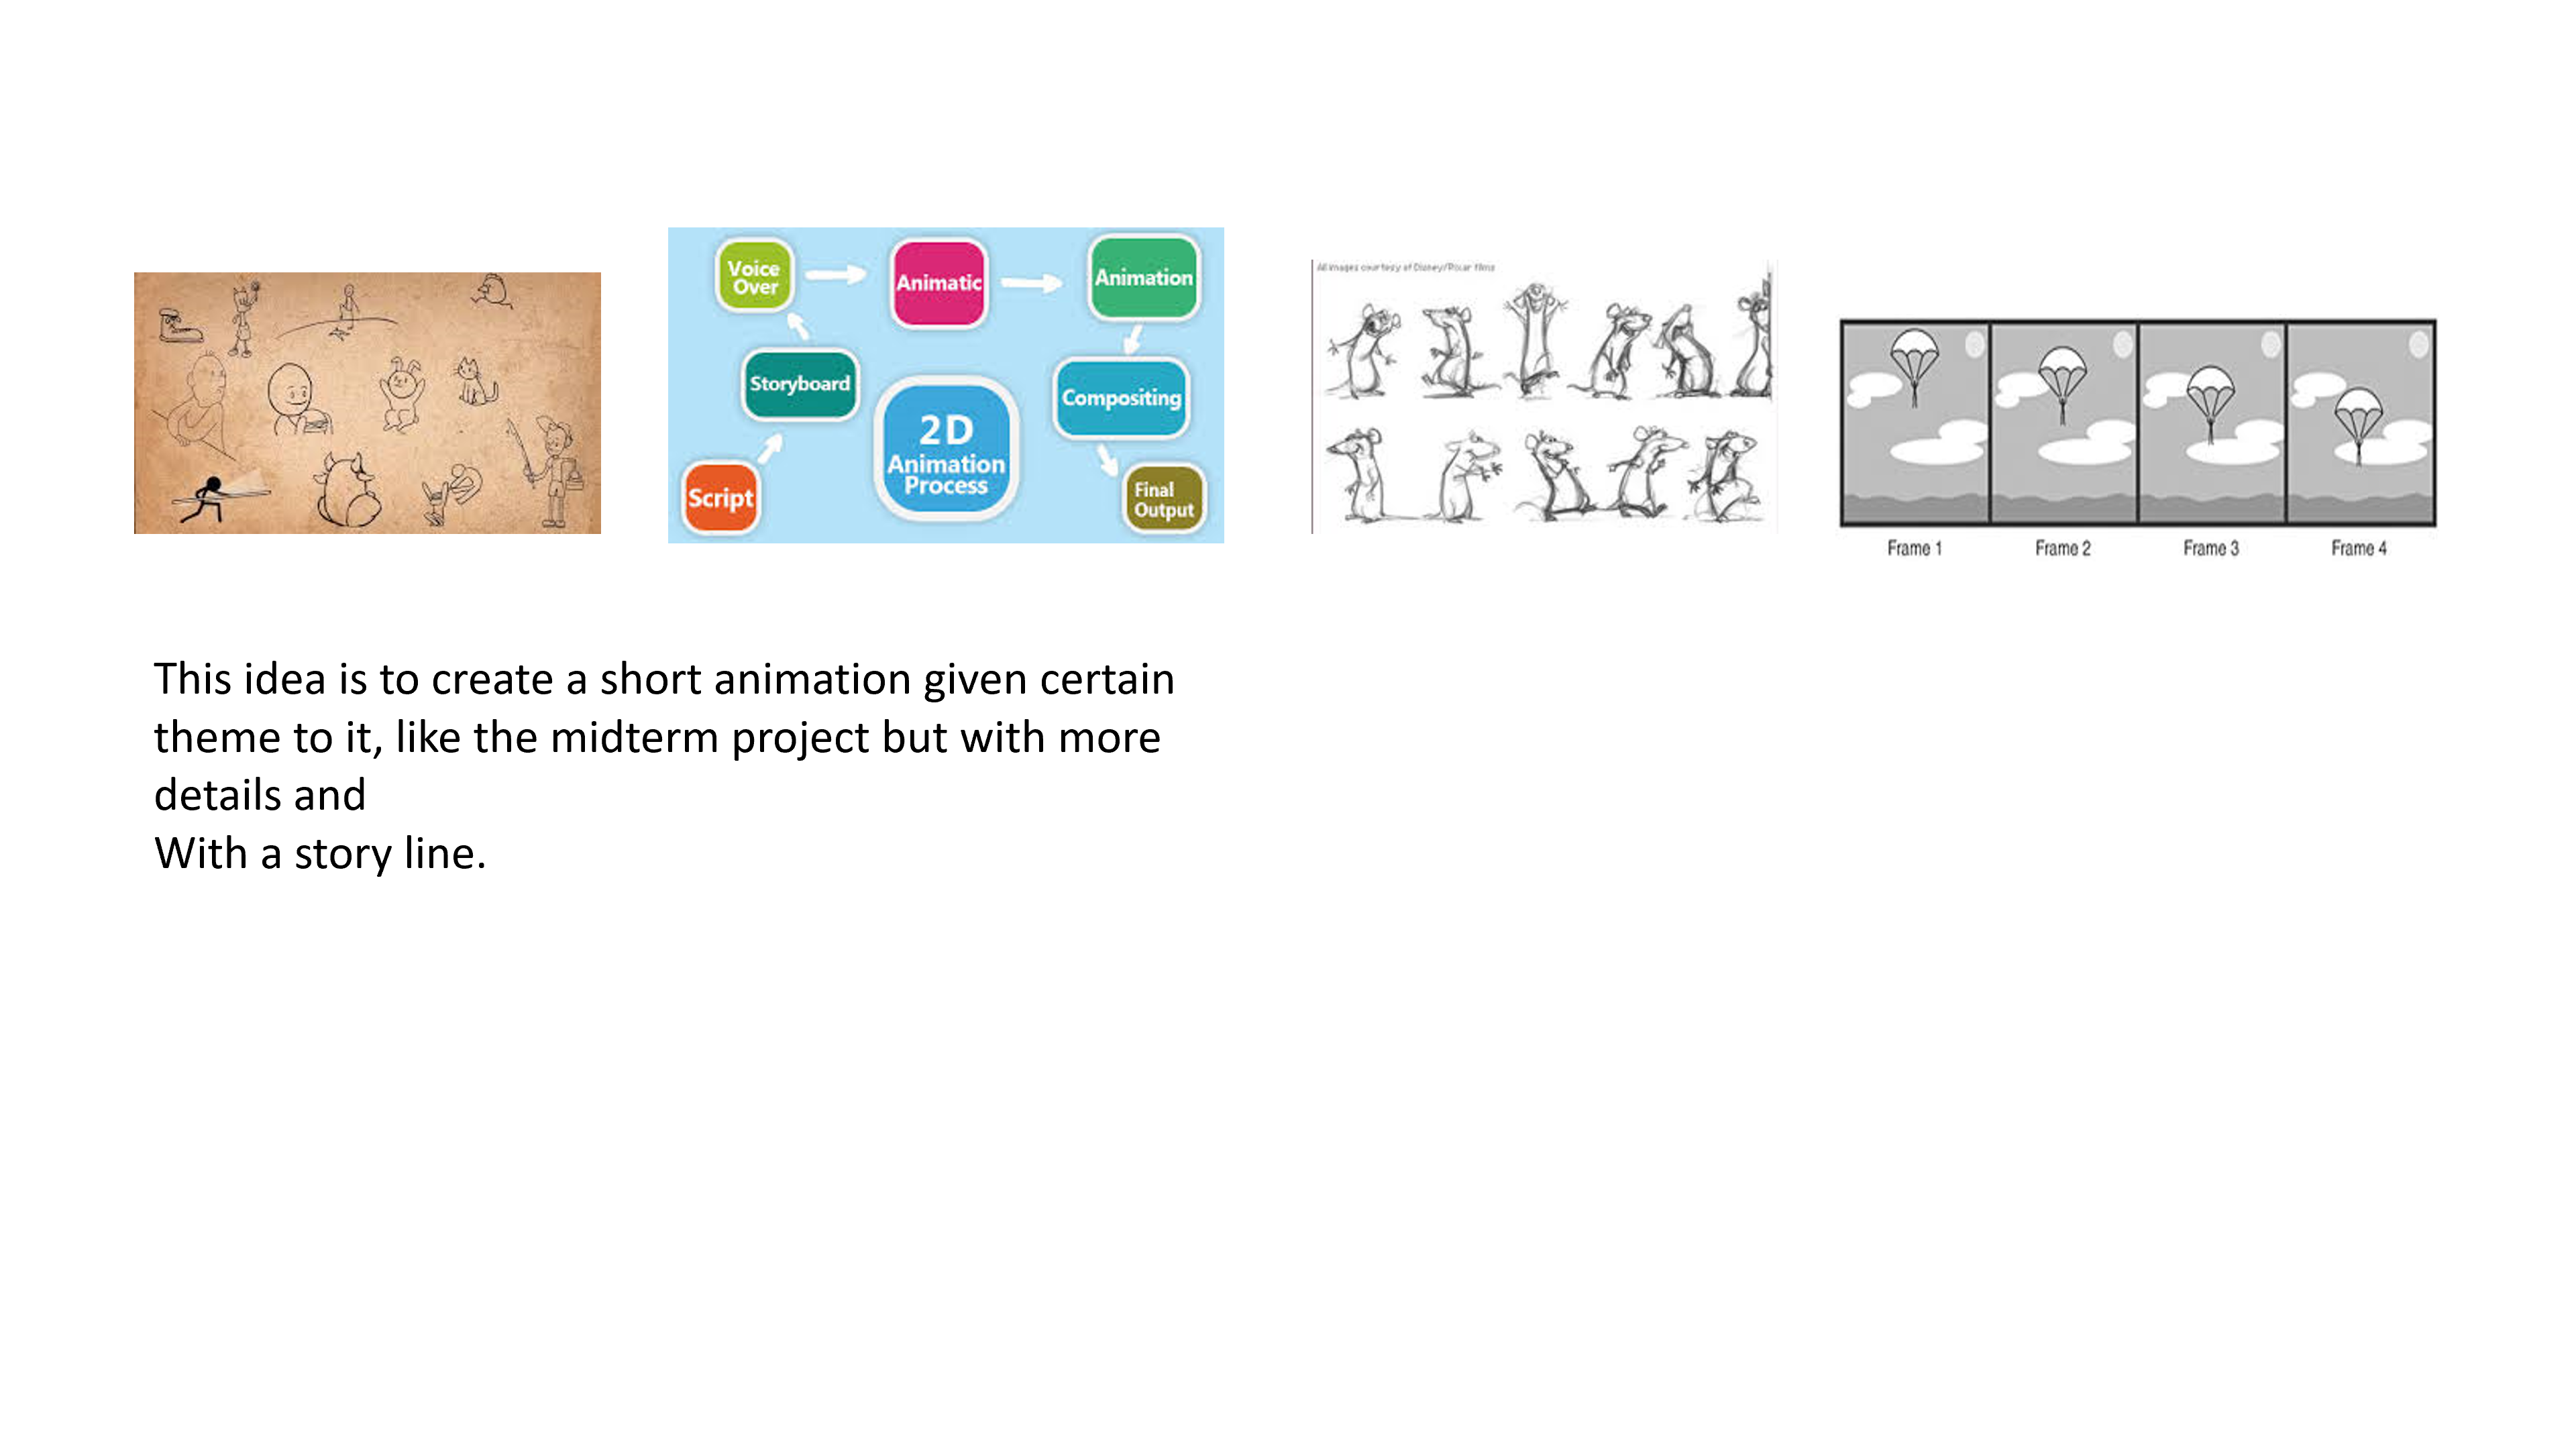 Voice
Over
Animatic
Animation
Storyboard
Compositing
2D
Animation
Process
Script
Final
Output
All images courtesy of Disney/Pixar films
Frame 1
Frame 2
Frame 3
Frame 4
This idea is to create a short animation given certain
theme to it, like the midterm project but with more
details and
With a story line.